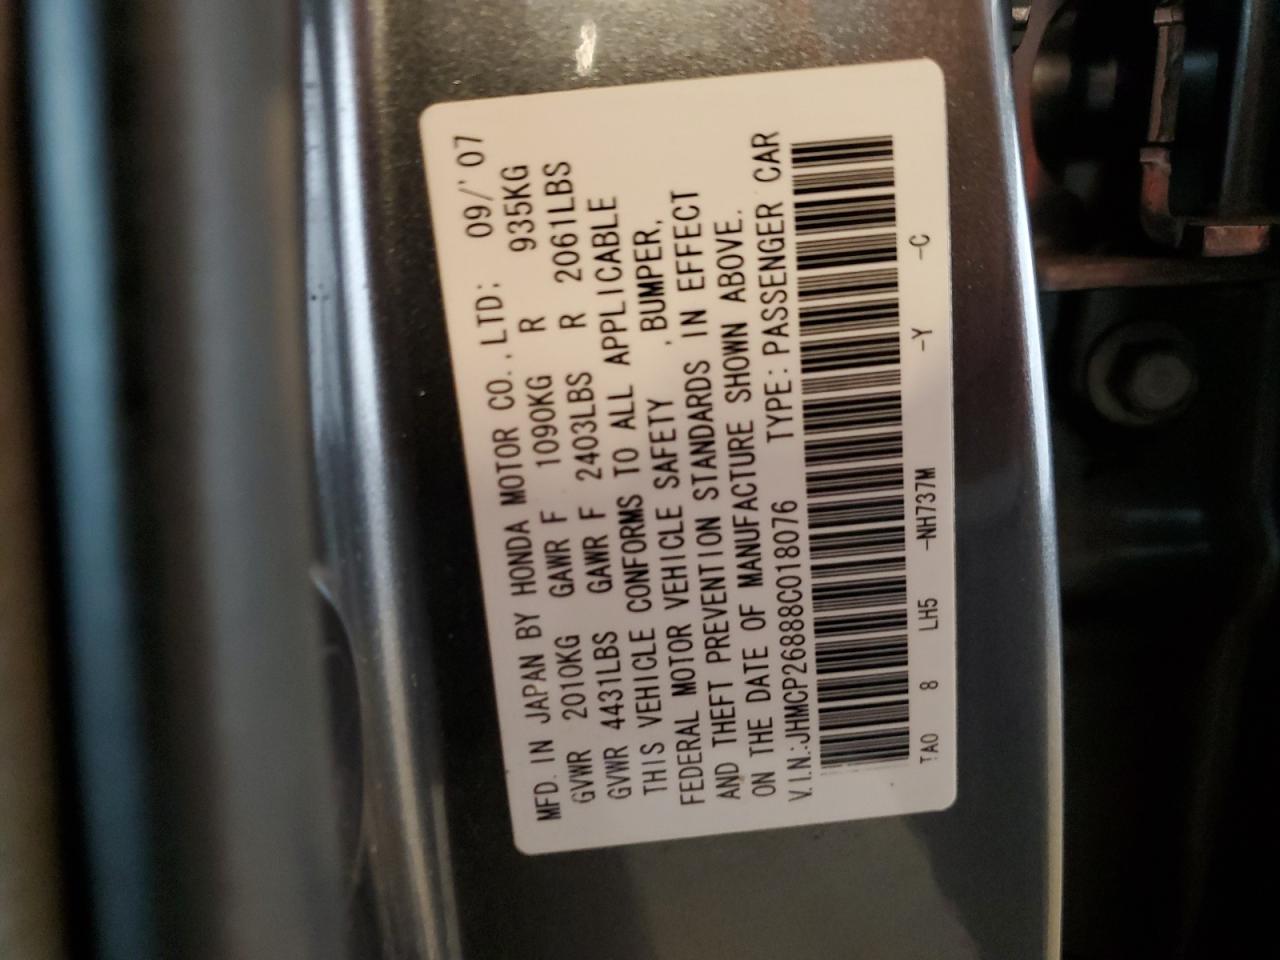 MFD. IN JAPAN BY HONDA MOTOR CO., LTD: 09/'07
GVWR 2010KG GAWR F 1090KG R 935KG
GVWR 4431LBS GAWR F 2403LBS R 2061LBS
THIS VEHICLE CONFORMS TO ALL APPLICABLE
FEDERAL MOTOR VEHICLE SAFETY , BUMPER,
AND THEFT PREVENTION STANDARDS IN EFFECT
ON THE DATE OF MANUFACTURE SHOWN ABOVE.
V.I.N.:JHMCP26888C018076 TYPE:PASSENGER CAR
TA0 8 LH5 -NH737M -Y -C